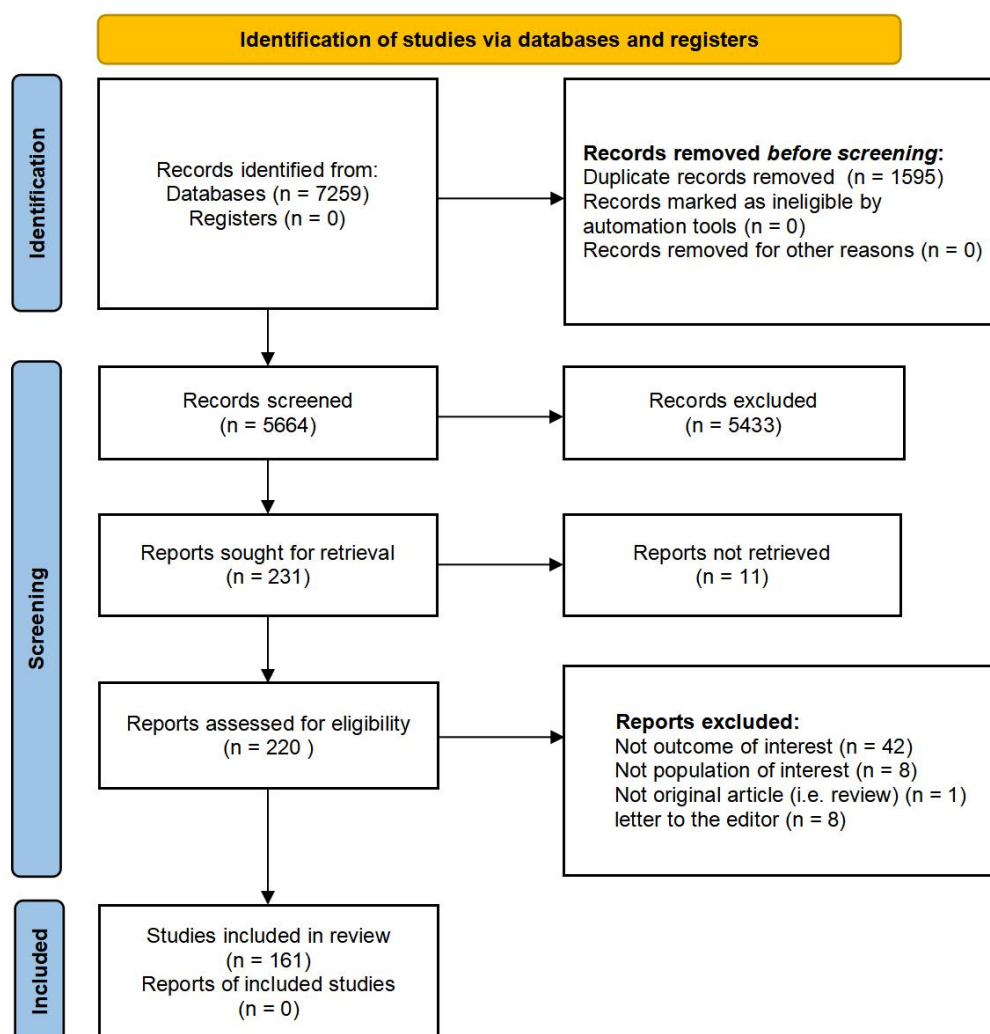 Identification of studies via databases and registers
Identification
Records identified from:
Databases (n = 7259)
Registers (n = 0)
Records removed before screening:
Duplicate records removed (n = 1595)
Records marked as ineligible by
automation tools (n = 0)
Records removed for other reasons (n = 0)
Screening
Records screened
(n = 5664)
Records excluded
(n = 5433)
Reports sought for retrieval
(n = 231)
Reports not retrieved
(n = 11)
Reports assessed for eligibility
(n = 220 )
Reports excluded:
Not outcome of interest (n = 42)
Not population of interest (n = 8)
Not original article (i.e. review) (n = 1)
letter to the editor (n = 8)
Included
Studies included in review
(n = 161)
Reports of included studies
(n = 0)